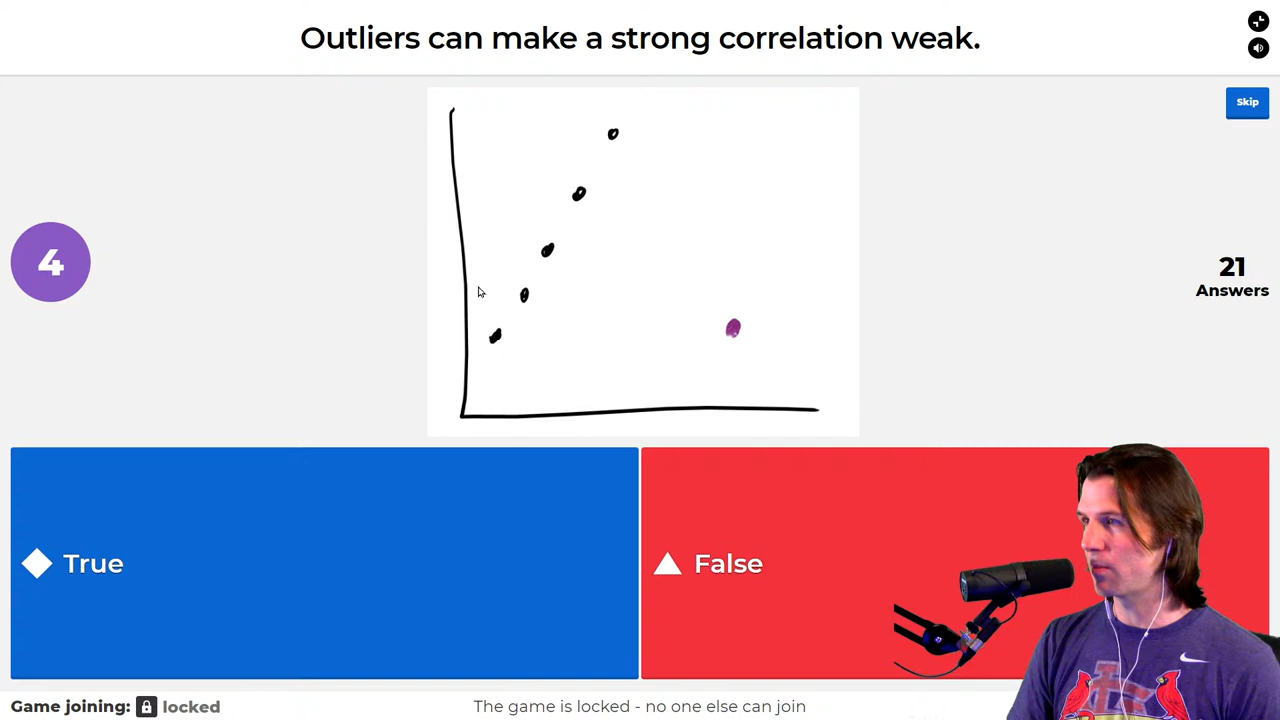 Outliers can make a strong correlation weak.
Skip
4
21
Answers
True
False
Game joining: locked
The game is locked - no one else can join